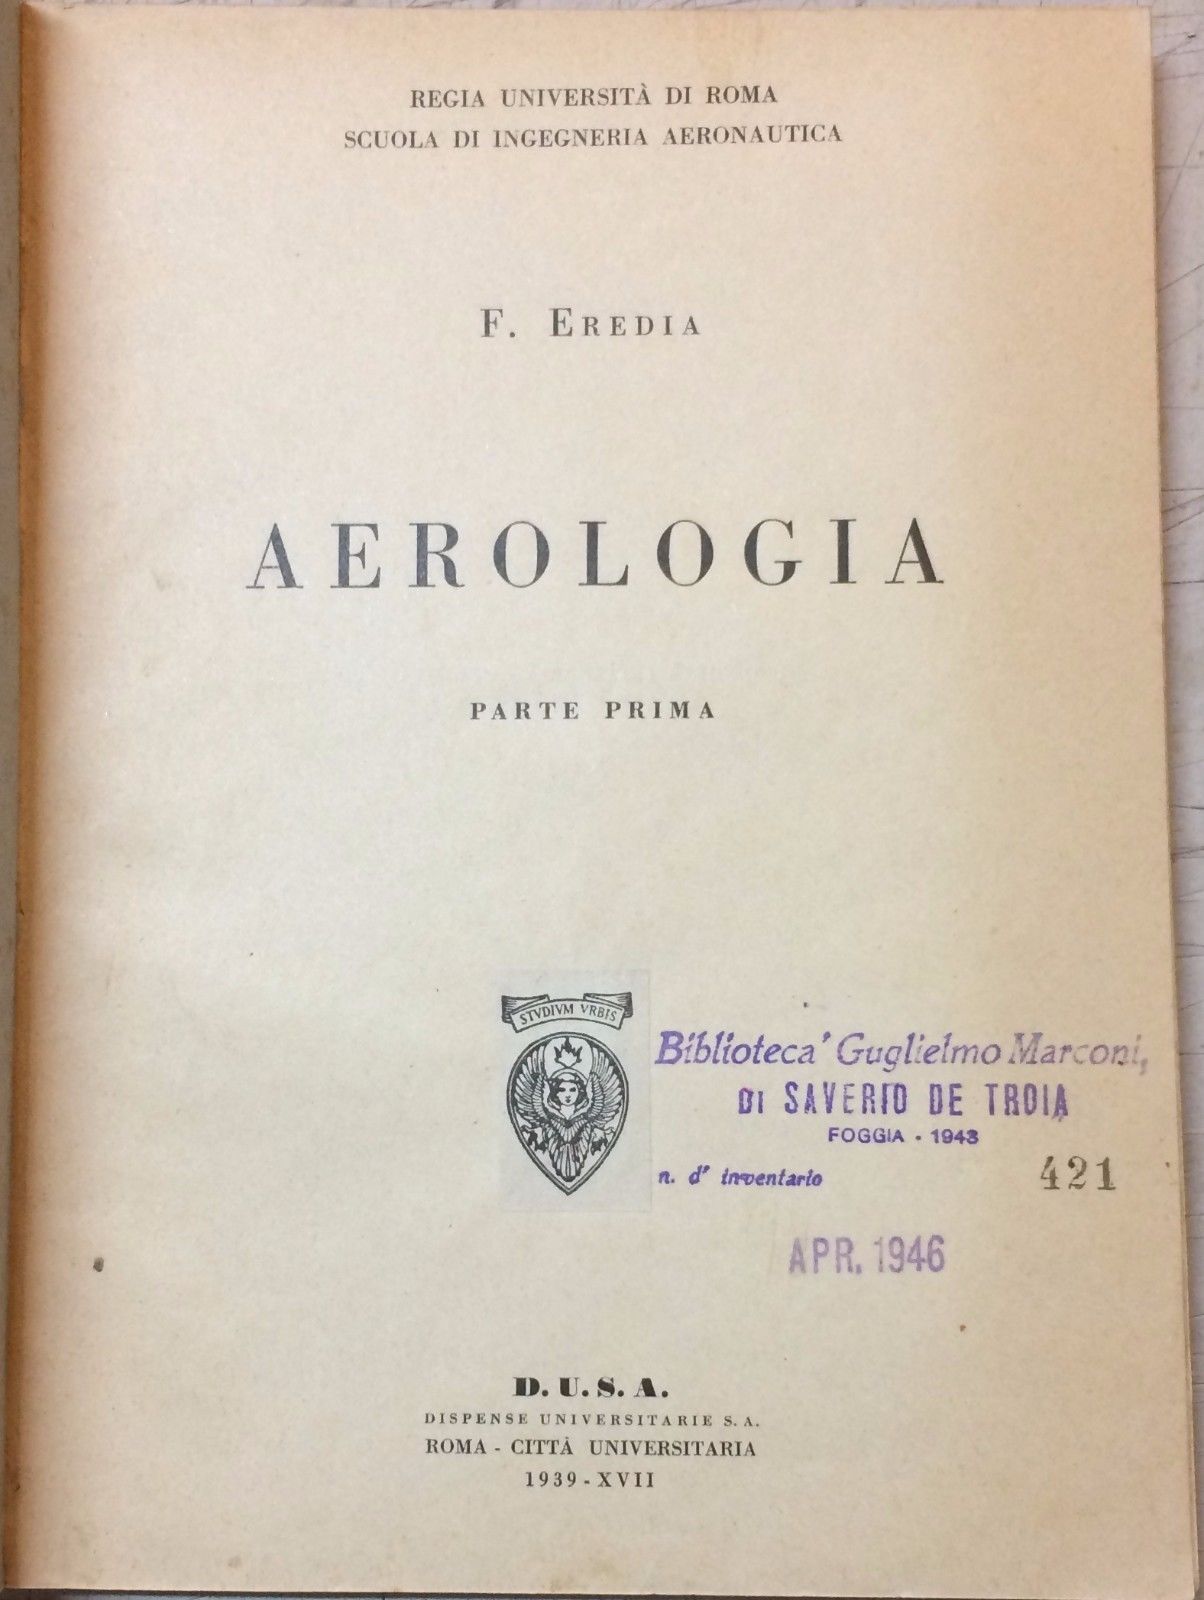 REGIA UNIVERSITÀ DI ROMA
SCUOLA DI INGEGNERIA AERONAUTICA
F. EREDIA
AEROLOGIA
PARTE PRIMA
STVDIVM VRBIS
Biblioteca' Guglielmo Marconi,
DI SAVERIO DE TROIA
FOGGIA - 1943
n. d' inventario 421
APR. 1946
D. U. S. A.
DISPENSE UNIVERSITARIE S. A.
ROMA - CITTÀ UNIVERSITARIA
1939 - XVII